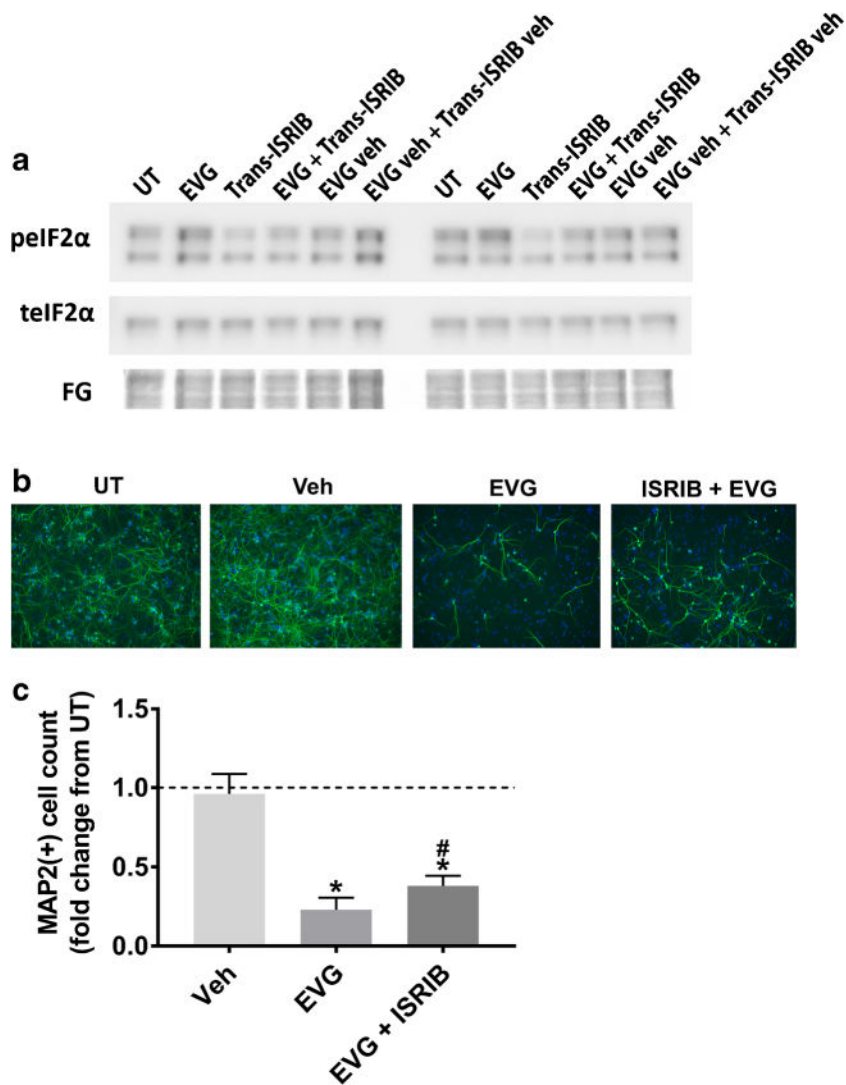 a
UT EVG Trans-ISRIB EVG + Trans-ISRIB EVG veh EVG veh + Trans-ISRIB veh UT EVG Trans-ISRIB EVG + Trans-ISRIB EVG veh EVG veh + Trans-ISRIB veh
peIF2α
teIF2α
FG
b
UT Veh EVG ISRIB + EVG
c
MAP2(+) cell count
(fold change from UT)
1.5
1.0
0.5
0.0
* # *
Veh EVG EVG + ISRIB